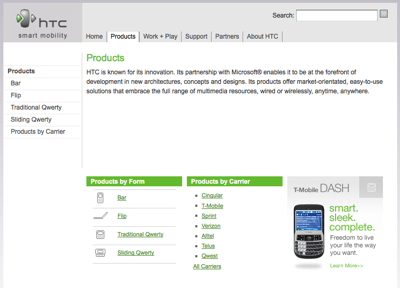 Search:
htc
smart mobility
Home Products Work + Play Support Partners About HTC
Products
Bar
Flip
Traditional Qwerty
Sliding Qwerty
Products by Carrier
Products
HTC is known for its innovation. Its partnership with Microsoft® enables it to be at the forefront of
development in new architectures, concepts and designs. Its products offer market-orientated, easy-to-use
solutions that embrace the full range of multimedia resources, wired or wirelessly, anytime, anywhere.
Products by Form
Bar
Flip
Traditional Qwerty
Sliding Qwerty
Products by Carrier
Cingular
T-Mobile
Sprint
Verizon
Airtel
Telus
Qwest
All Carriers
T-Mobile DASH
smart.
sleek.
complete.
Freedom to live
your life the way
you want.
Learn More>>